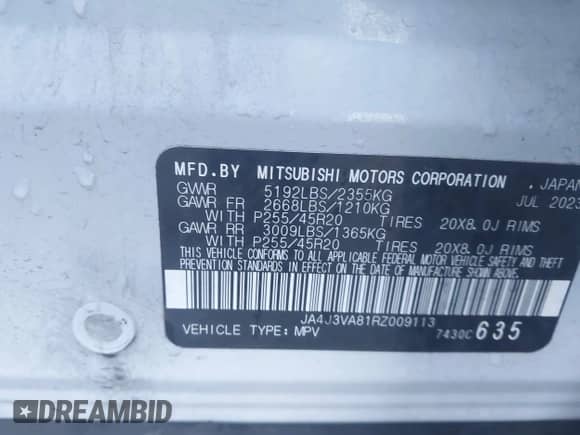 MFD.BY MITSUBISHI MOTORS CORPORATION . JAPAN
GVWR 5192LBS/2355KG JUL 2023
GAWR FR 2668LBS/1210KG
WITH P255/45R20 TIRES 20X8.0J RIMS
GAWR RR 3009LBS/1365KG
WITH P255/45R20 TIRES 20X8.0J RIMS
THIS VEHICLE CONFORMS TO ALL APPLICABLE FEDERAL MOTOR VEHICLE SAFETY AND THEFT
PREVENTION STANDARDS IN EFFECT ON THE DATE OF MANUFACTURE SHOWN ABOVE.
JA4J3VA81RZ009113
VEHICLE TYPE: MPV 7430C 635
DREAMBID